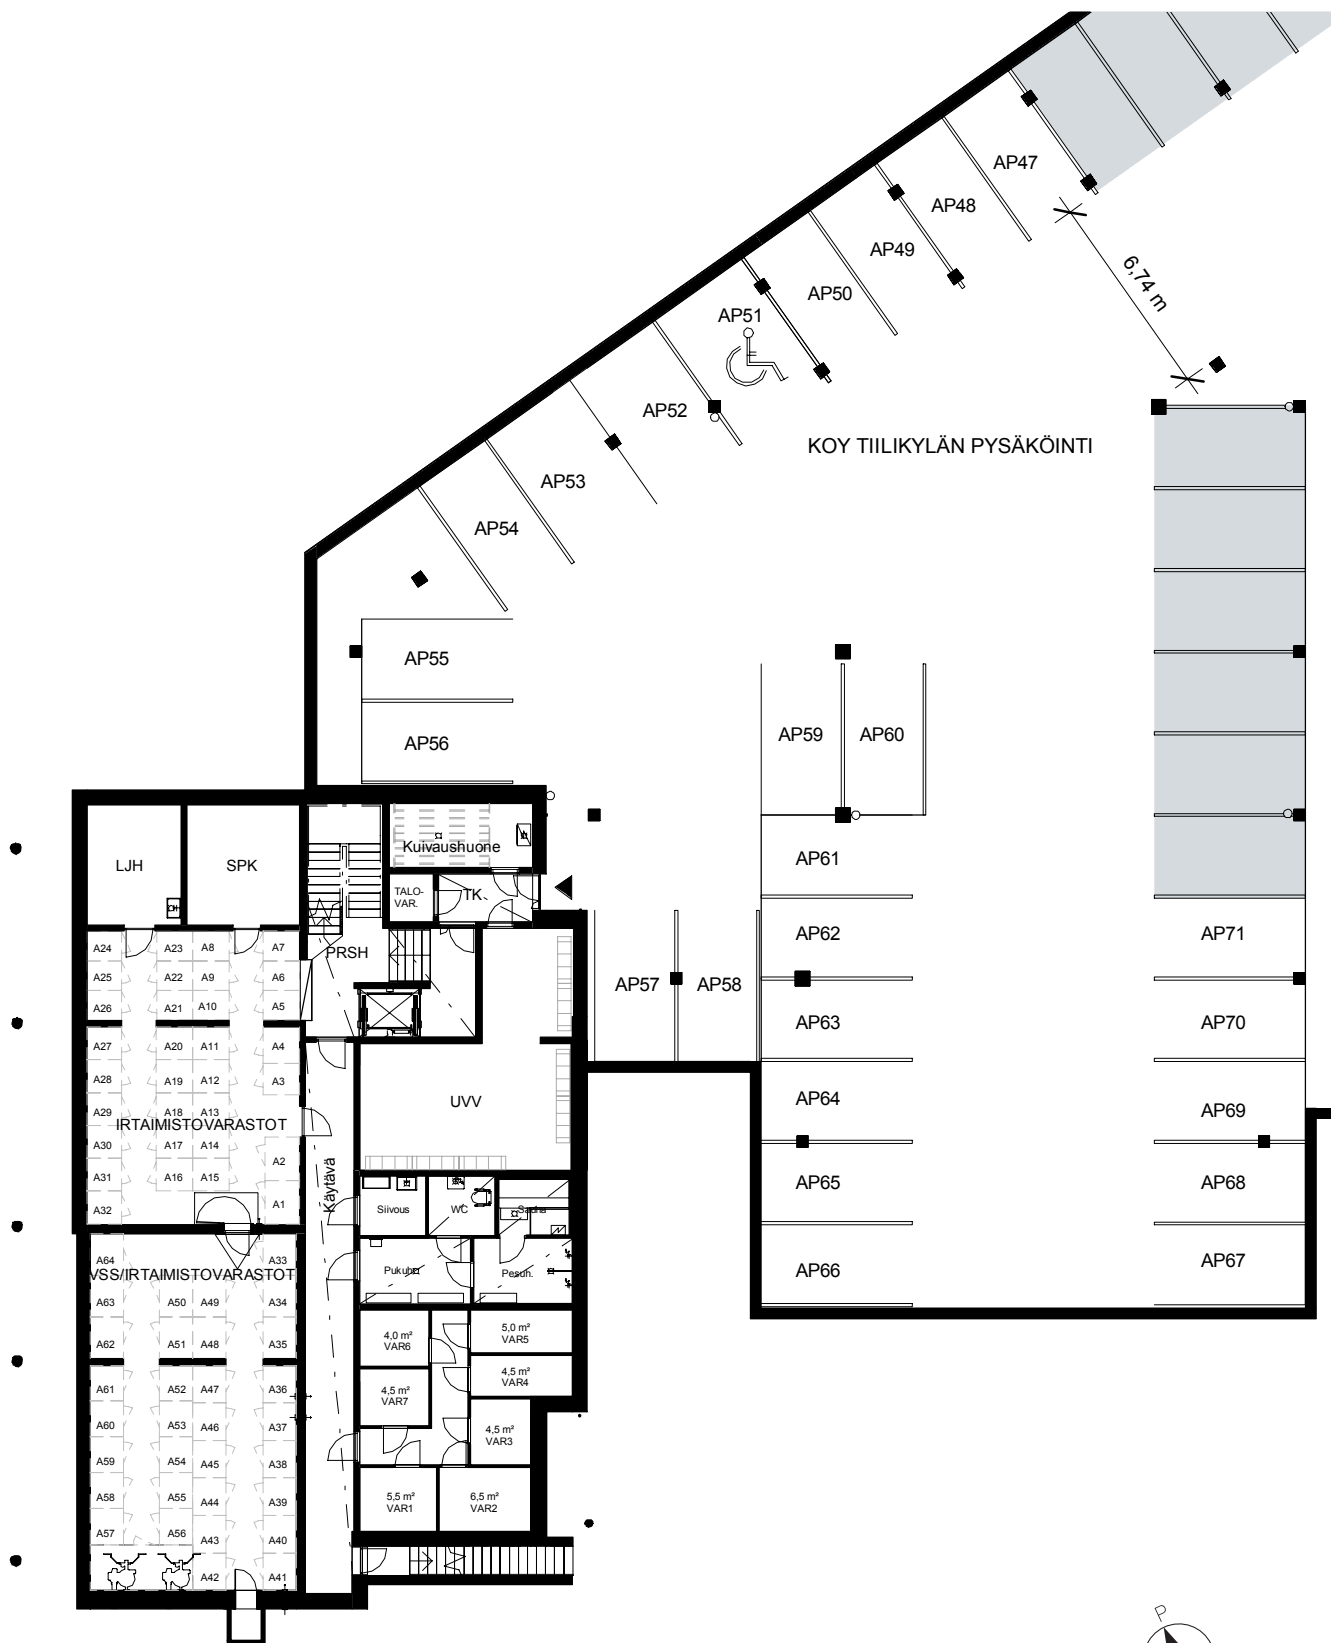 AP47
AP48
AP49
AP50
AP51
AP52
AP53
AP54
6,74 m
KOY TIILIKYLÄN PYSÄKÖINTI
AP55
AP56
AP59
AP60
AP61
AP62
AP63
AP64
AP65
AP66
AP57
AP58
AP71
AP70
AP69
AP68
AP67
LJH
SPK
Kuivaushuone
TALO-
VAR.
TK
PRSH
A24
A23
A8
A7
A25
A22
A9
A6
A26
A21
A10
A5
A27
A20
A11
A4
A28
A19
A12
A3
A29
A18
A13
IRTAIMISTOVARASTOT
A30
A17
A14
A2
A31
A16
A15
A1
A32
UVV
Käytävä
Siivous
WC
Sauna
Pukuh.
Pesuh.
A64
A33
VSS/IRTAIMISTOVARASTOT
A63
A50
A49
A34
A62
A51
A48
A35
A61
A52
A47
A36
A60
A53
A46
A37
A59
A54
A45
A38
A58
A55
A44
A39
A57
A56
A43
A40
A42
A41
4,0 m²
VAR6
5,0 m²
VAR5
4,5 m²
VAR4
4,5 m²
VAR7
4,5 m²
VAR3
5,5 m²
VAR1
6,5 m²
VAR2
P